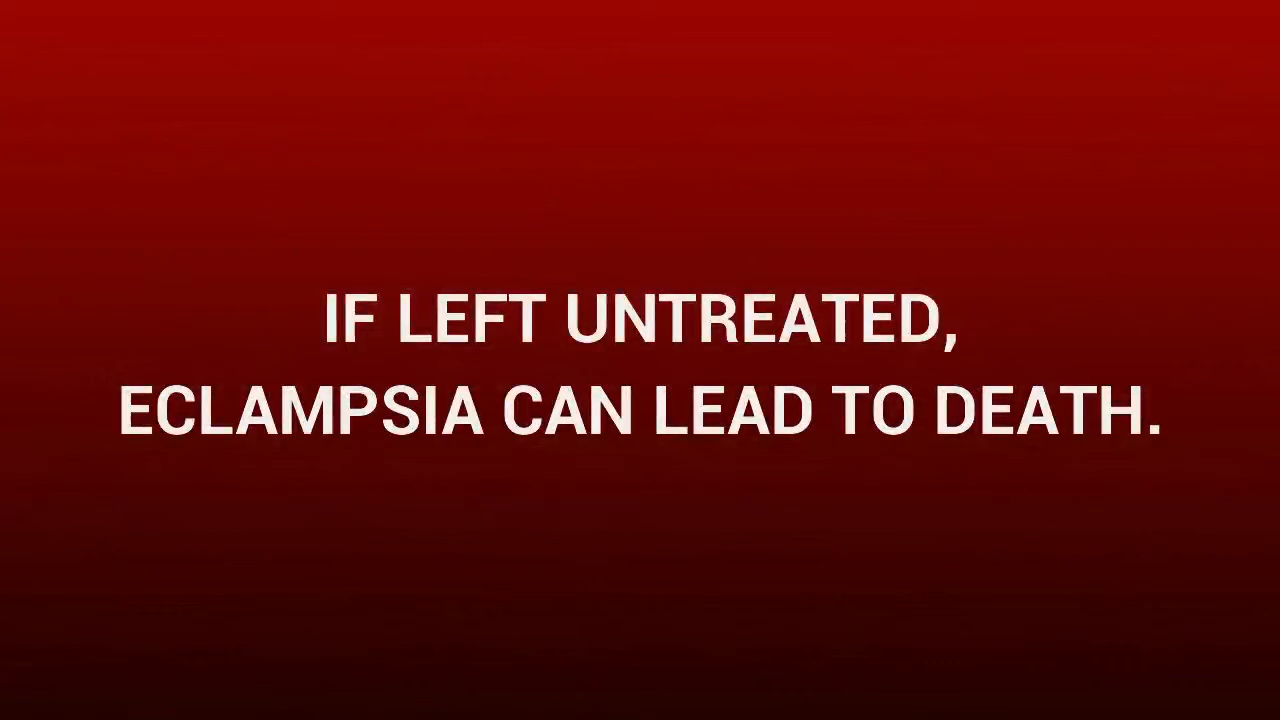 IF LEFT UNTREATED,
ECLAMPSIA CAN LEAD TO DEATH.